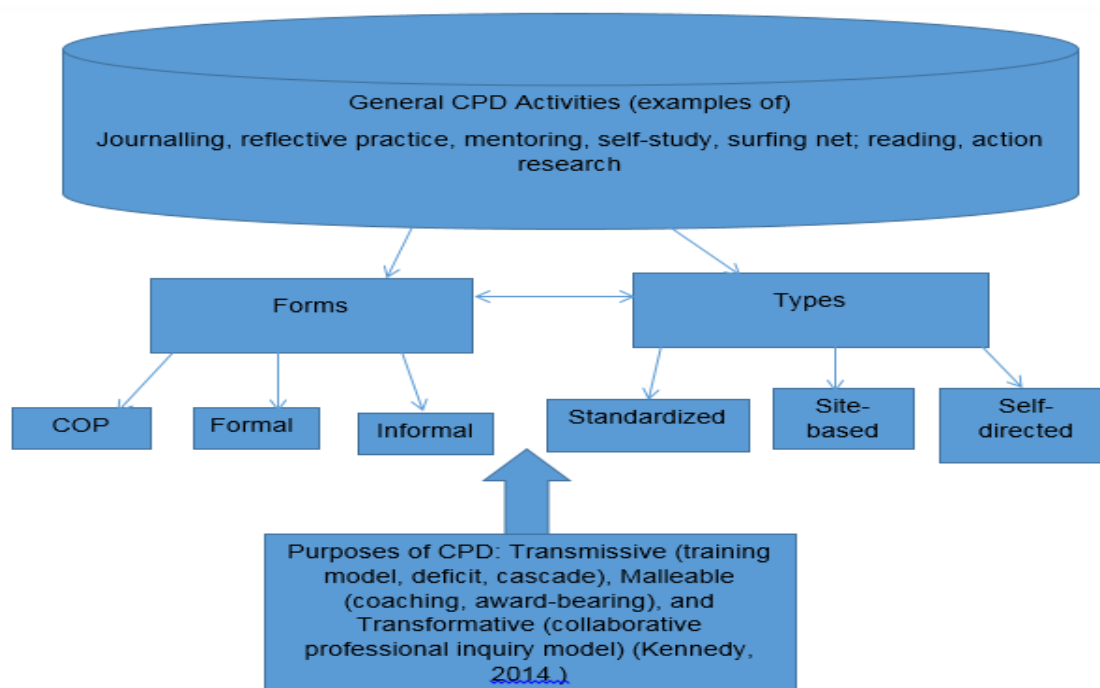 General CPD Activities (examples of)
Journalling, reflective practice, mentoring, self-study, surfing net; reading, action
research
Forms
Types
COP
Formal
Informal
Standardized
Site-
based
Self-
directed
Purposes of CPD: Transmissive (training
model, deficit, cascade), Malleable
(coaching, award-bearing), and
Transformative (collaborative
professional inquiry model) (Kennedy,
2014 )